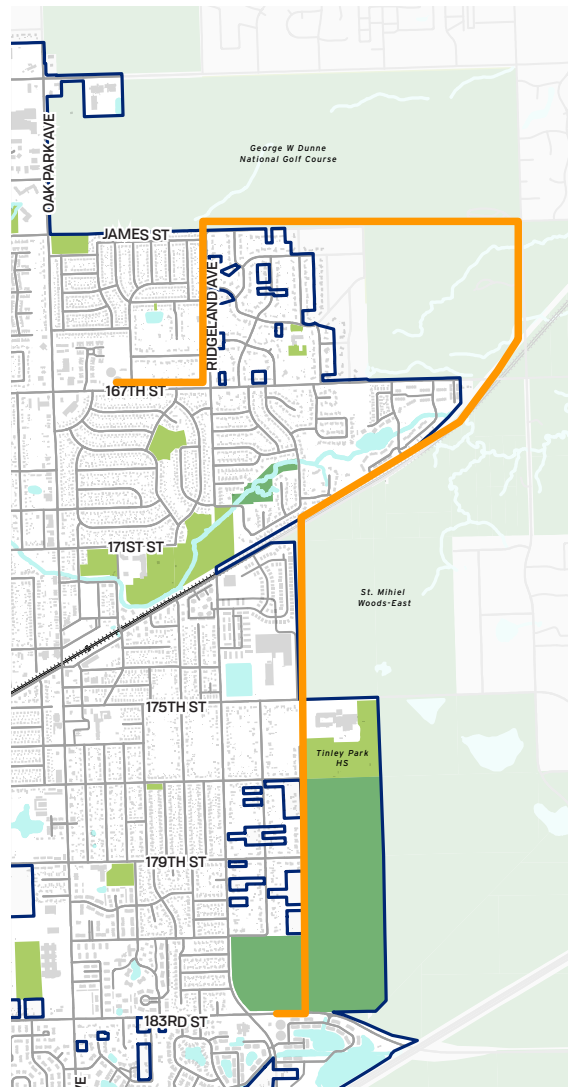 OAK PARK AVE
George W Dunne
National Golf Course
JAMES ST
RIDGELAND AVE
167TH ST
171ST ST
St. Mihiel
Woods-East
175TH ST
Tinley Park
HS
179TH ST
183RD ST
VE